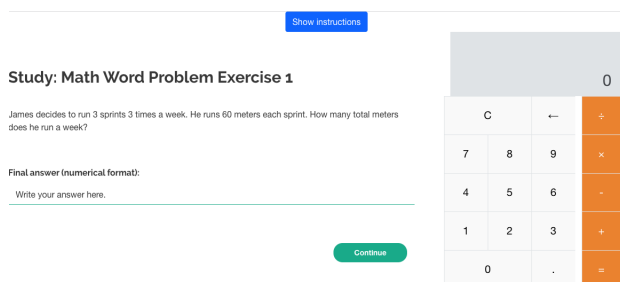 Show instructions
0
Study: Math Word Problem Exercise 1
James decides to run 3 sprints 3 times a week. He runs 60 meters each sprint. How many total meters
does he run a week?
Final answer (numerical format):
Write your answer here.
Continue
C ← ÷
7 8 9 ×
4 5 6 -
1 2 3 +
0 . =